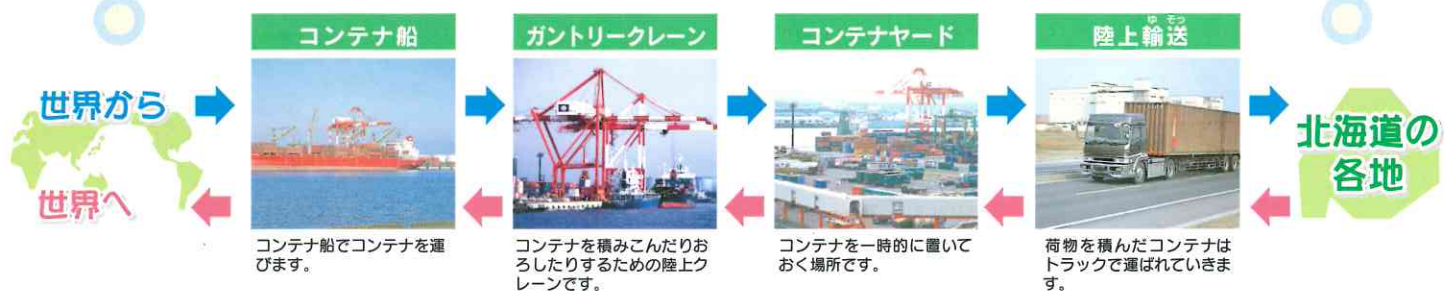 世界から
世界へ
コンテナ船
コンテナ船でコンテナを運
びます。
ガントリークレーン
コンテナを積みこんだりお
ろしたりするための陸上ク
レーンです。
コンテナヤード
コンテナを一時的に置いて
おく場所です。
ゆ そう
陸上輸送
荷物を積んだコンテナは
トラックで運ばれていきま
す。
北海道の
各地